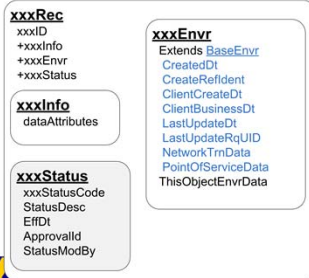 xxxRec
xxxID
+xxxInfo
+xxxEnvr
+xxxStatus
xxxInfo
dataAttributes
xxxStatus
xxxStatusCode
StatusDesc
EffDt
ApprovalId
StatusModBy
xxxEnvr
Extends BaseEnvr
CreatedDt
CreateRefIdent
ClientCreateDt
ClientBusinessDt
LastUpdateDt
LastUpdateRqUID
NetworkTrnData
PointOfServiceData
ThisObjectEnvrData